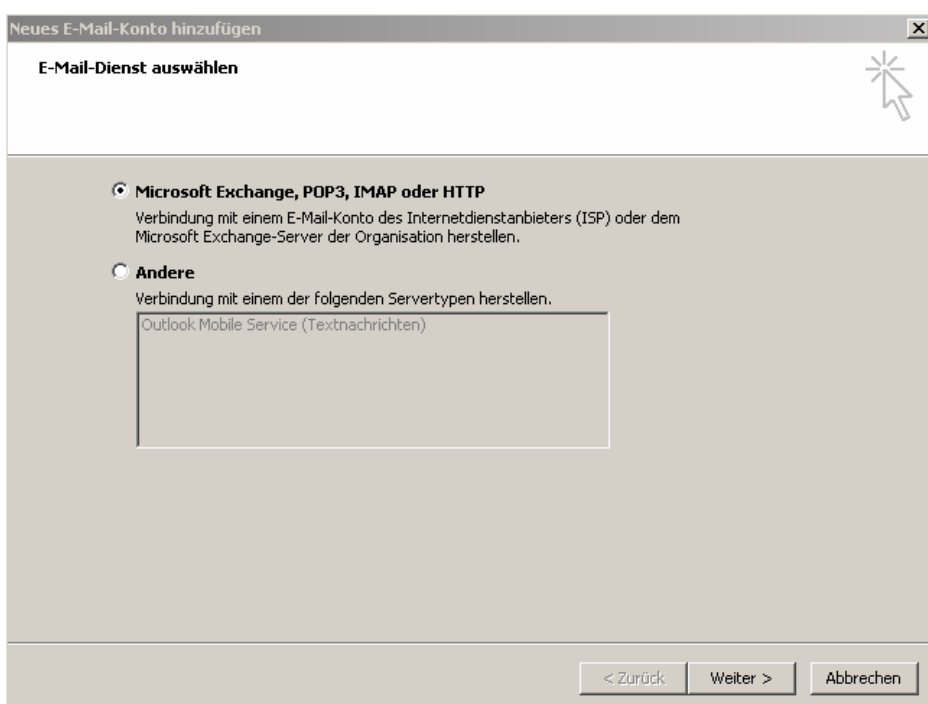 Neues E-Mail-Konto hinzufügen
E-Mail-Dienst auswählen
Microsoft Exchange, POP3, IMAP oder HTTP
Verbindung mit einem E-Mail-Konto des Internetdienstanbieters (ISP) oder dem
Microsoft Exchange-Server der Organisation herstellen.
Andere
Verbindung mit einem der folgenden Servertypen herstellen.
Outlook Mobile Service (Textnachrichten)
< Zurück Weiter > Abbrechen